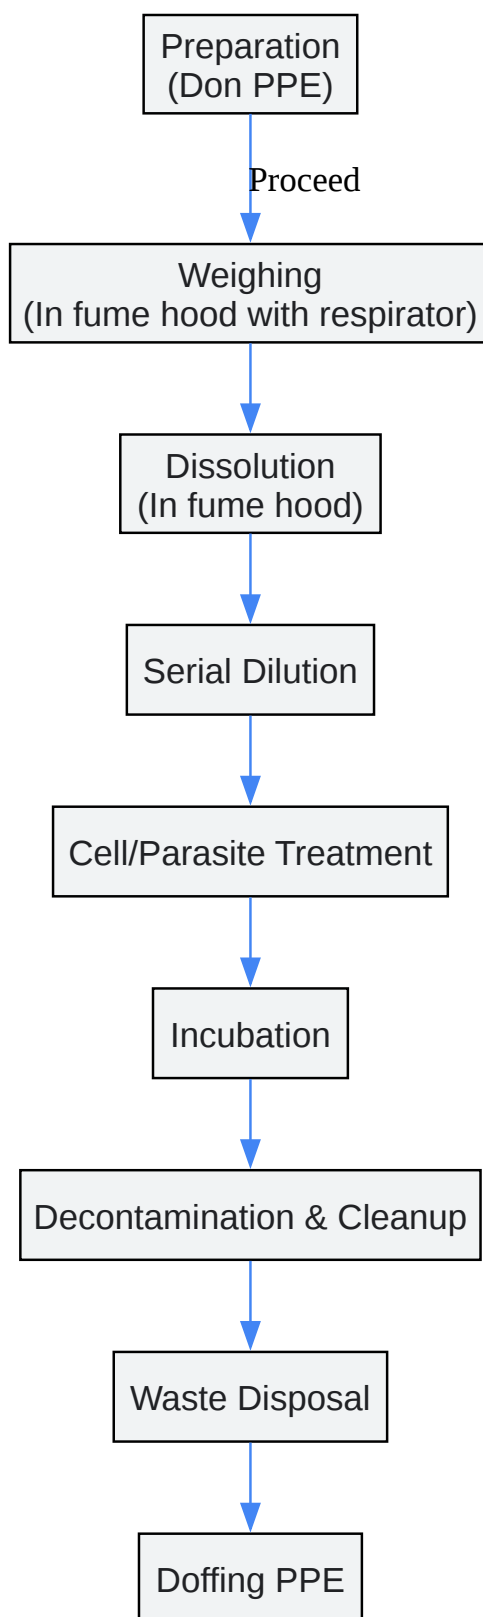 Preparation
(Don PPE)
Proceed
Weighing
(In fume hood with respirator)
Dissolution
(In fume hood)
Serial Dilution
Cell/Parasite Treatment
Incubation
Decontamination & Cleanup
Waste Disposal
Doffing PPE